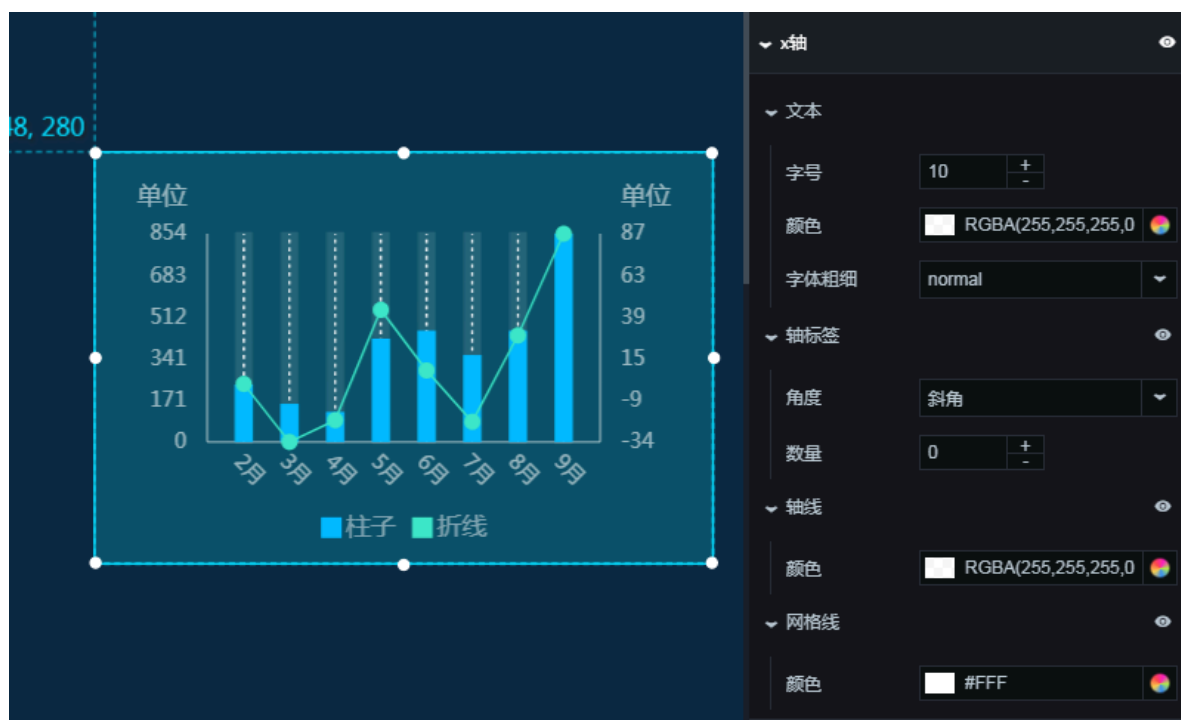 48, 280
单位
单位
854
683
512
341
171
0
87
63
39
15
-9
-34
2月
3月
4月
5月
6月
7月
8月
9月
柱子
折线
x轴
文本
字号
10
+
-
颜色
RGBA(255,255,255,0
字体粗细
normal
轴标签
角度
斜角
数量
0
+
-
轴线
颜色
RGBA(255,255,255,0
网格线
颜色
#FFF